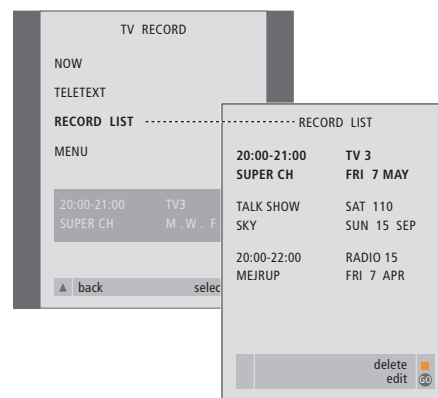 TV RECORD
NOW
TELETEXT
RECORD LIST
MENU
20:00-21:00 TV3
SUPER CH M . W . F
back selec
RECORD LIST
20:00-21:00 TV 3
SUPER CH FRI 7 MAY
TALK SHOW SAT 110
SKY SUN 15 SEP
20:00-22:00 RADIO 15
MEJRUP FRI 7 APR
delete
edit GO